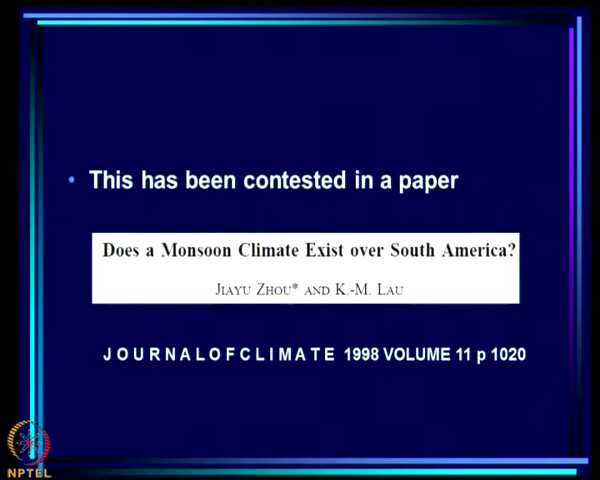 • This has been contested in a paper
Does a Monsoon Climate Exist over South America?
JIAYU ZHOU* AND K.-M. LAU
J O U R N A L O F C L I M A T E 1998 VOLUME 11 p 1020
NPTEL